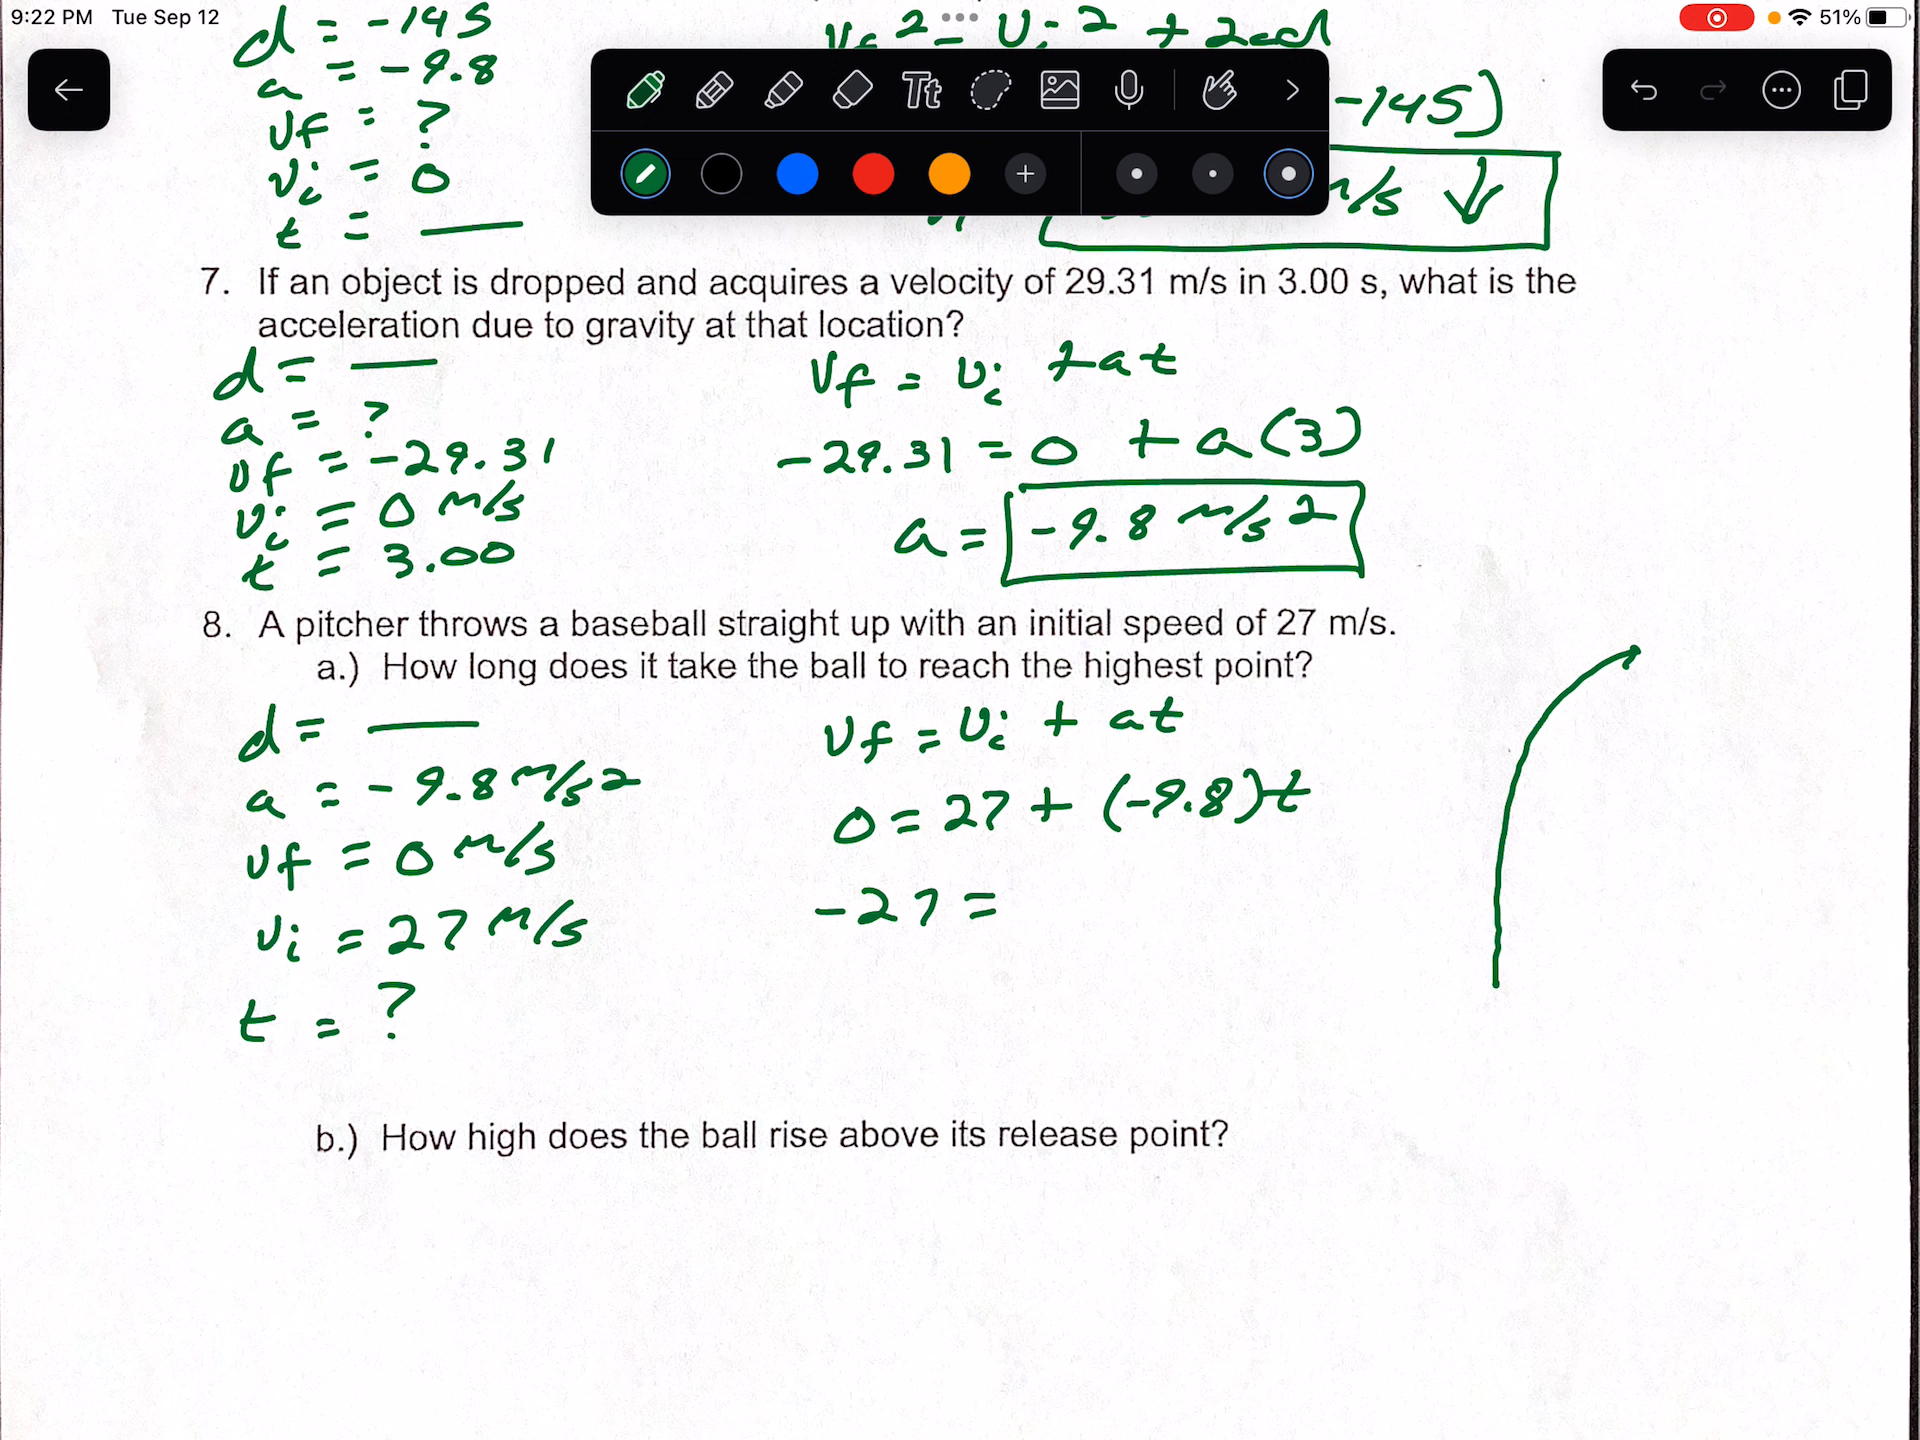 9:22 PM Tue Sep 12
51%
d = -145
a = -9.8
vf = ?
vi = 0
t = —
vf² = vi² + 2ad
-145)
m/s ↓
Tt
7. If an object is dropped and acquires a velocity of 29.31 m/s in 3.00 s, what is the
acceleration due to gravity at that location?
d = —
a = ?
vf = -29.31
vi = 0 m/s
t = 3.00
vf = vi + at
-29.31 = 0 + a(3)
a = -9.8 m/s²
8. A pitcher throws a baseball straight up with an initial speed of 27 m/s.
a.) How long does it take the ball to reach the highest point?
d = —
a = -9.8 m/s²
vf = 0 m/s
vi = 27 m/s
t = ?
vf = vi + at
0 = 27 + (-9.8)t
-27 =
b.) How high does the ball rise above its release point?